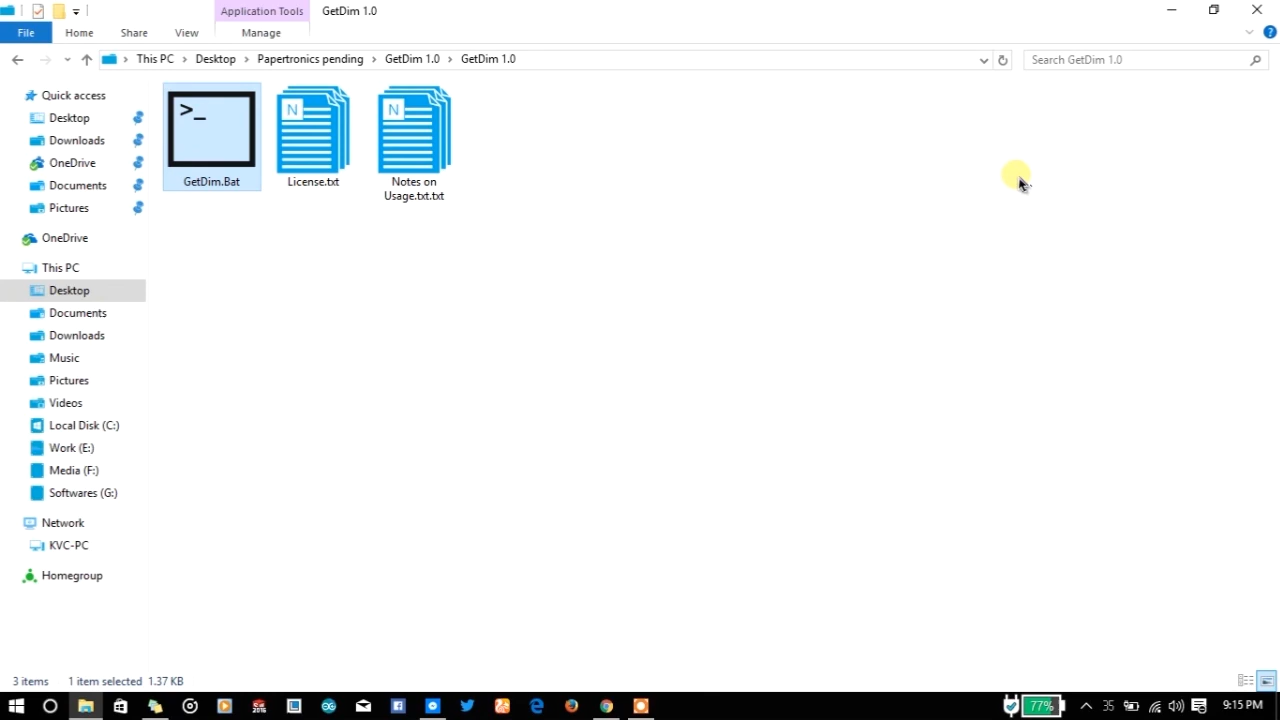 Application Tools
GetDim 1.0
File
Home
Share
View
Manage
This PC
Desktop
Papertronics pending
GetDim 1.0
GetDim 1.0
Search GetDim 1.0
Quick access
Desktop
Downloads
OneDrive
Documents
Pictures
OneDrive
This PC
Desktop
Documents
Downloads
Music
Pictures
Videos
Local Disk (C:)
Work (E:)
Media (F:)
Softwares (G:)
Network
KVC-PC
Homegroup
>_
N
N
GetDim.Bat
License.txt
Notes on
Usage.txt.txt
3 items
1 item selected 1.37 KB
77%
35
9:15 PM